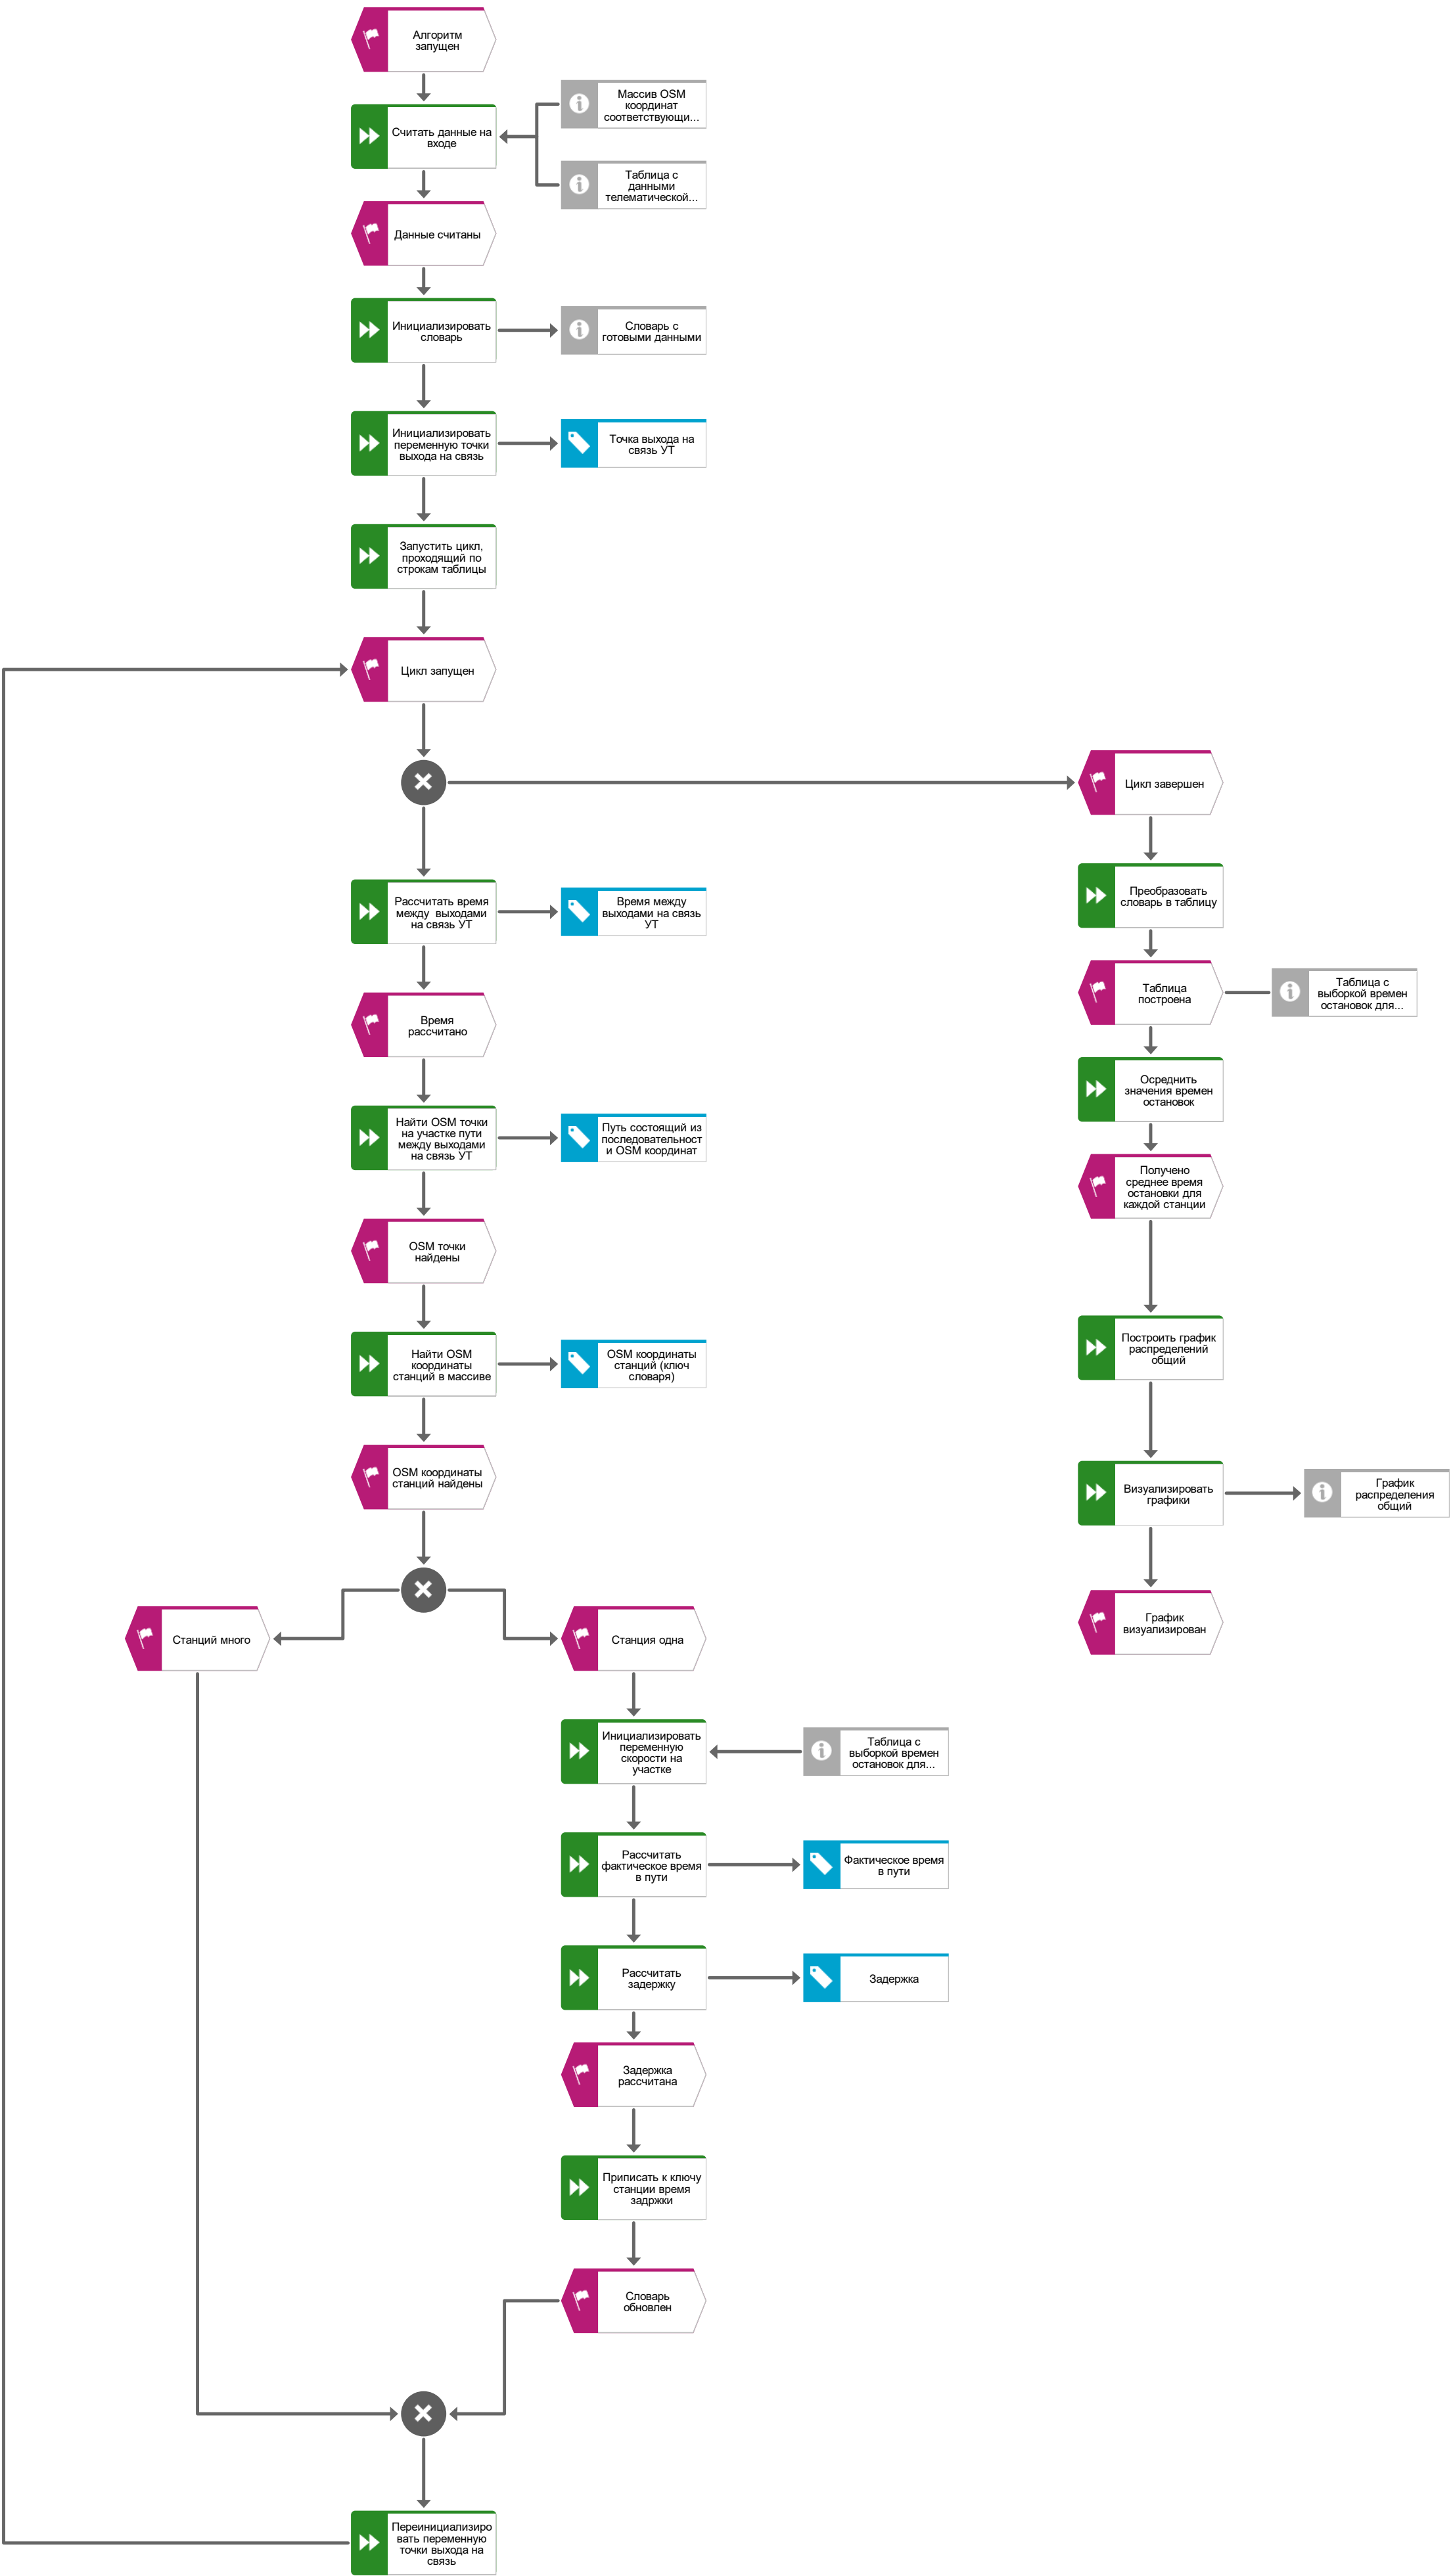 Алгоритм
запущен
Массив OSM
координат
соответствующи...
Считать данные на
входе
Таблица с
данными
телематической...
Данные считаны
Инициализировать
словарь
Словарь с
готовыми данными
Инициализировать
переменную точки
выхода на связь
Точка выхода на
связь УТ
Запустить цикл,
проходящий по
строкам таблицы
Цикл запущен
Цикл завершен
Рассчитать время
между выходами
на связь УТ
Время между
выходами на связь
УТ
Преобразовать
словарь в таблицу
Время
рассчитано
Таблица
построена
Таблица с
выборкой времен
остановок для...
Осреднить
значения времен
остановок
Найти OSM точки
на участке пути
между выходами
на связь УТ
Путь состоящий из
последовательност
и OSM координат
Получено
среднее время
остановки для
каждой станции
OSM точки
найдены
Найти OSM
координаты
станций в массиве
OSM координаты
станций (ключ
словаря)
Построить график
распределений
общий
OSM координаты
станций найдены
Визуализировать
графики
График
распределения
общий
Станций много
Станция одна
График
визуализирован
Инициализировать
переменную
скорости на
участке
Таблица с
выборкой времен
остановок для...
Рассчитать
фактическое время
в пути
Фактическое время
в пути
Рассчитать
задержку
Задержка
Задержка
рассчитана
Приписать к ключу
станции время
задржки
Словарь
обновлен
Переинициализиро
вать переменную
точки выхода на
связь